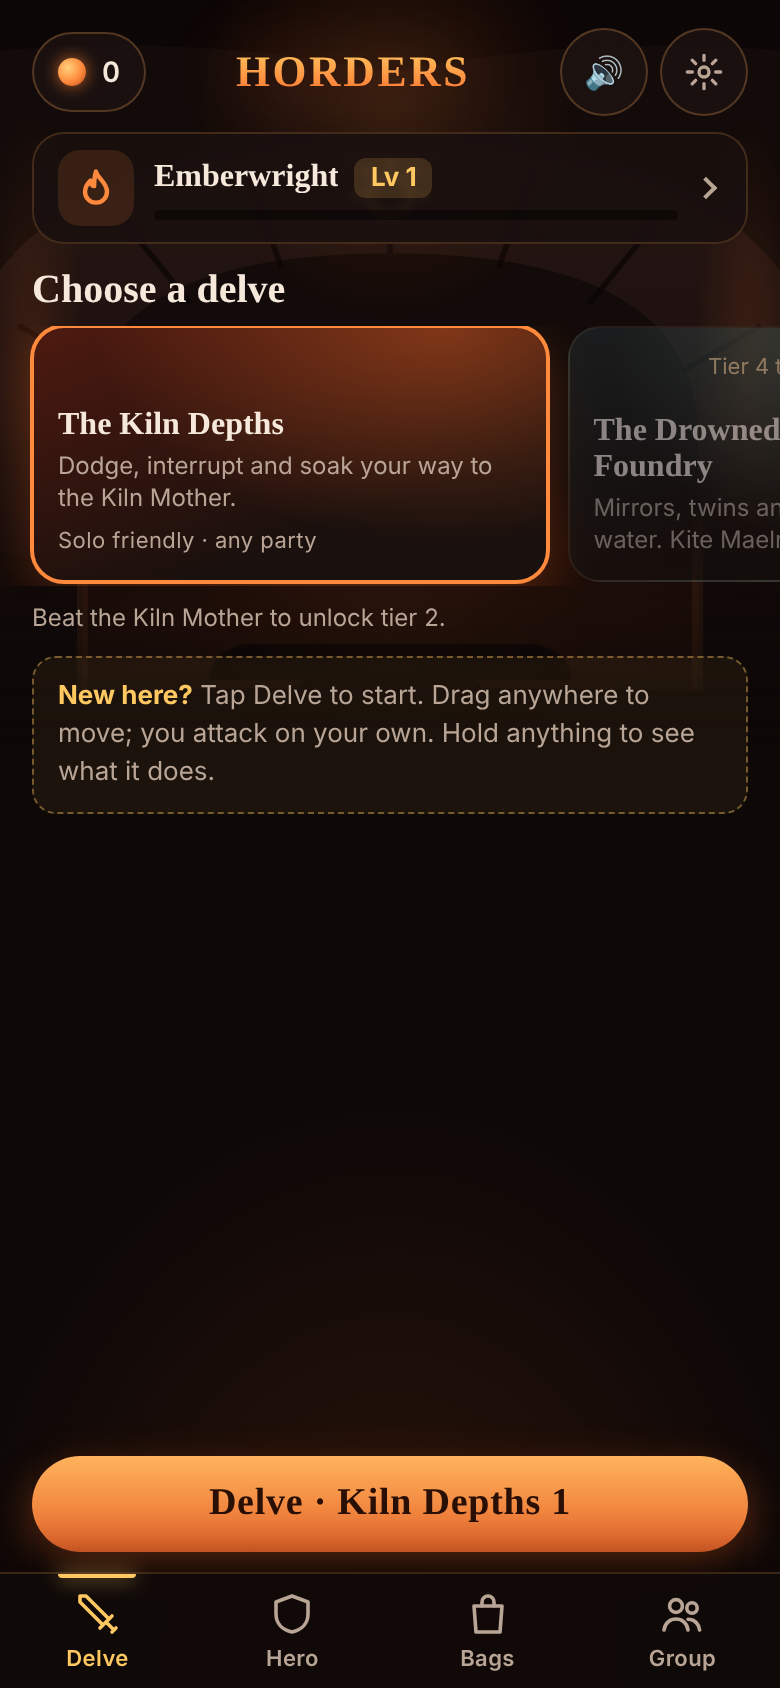 0
HORDERS
Emberwright Lv 1
Choose a delve
The Kiln Depths
Dodge, interrupt and soak your way to
the Kiln Mother.
Solo friendly · any party
Tier 4
The Drowned
Foundry
Mirrors, twins
water. Kite
Beat the Kiln Mother to unlock tier 2.
New here? Tap Delve to start. Drag anywhere to
move; you attack on your own. Hold anything to see
what it does.
Delve · Kiln Depths 1
Delve
Hero
Bags
Group